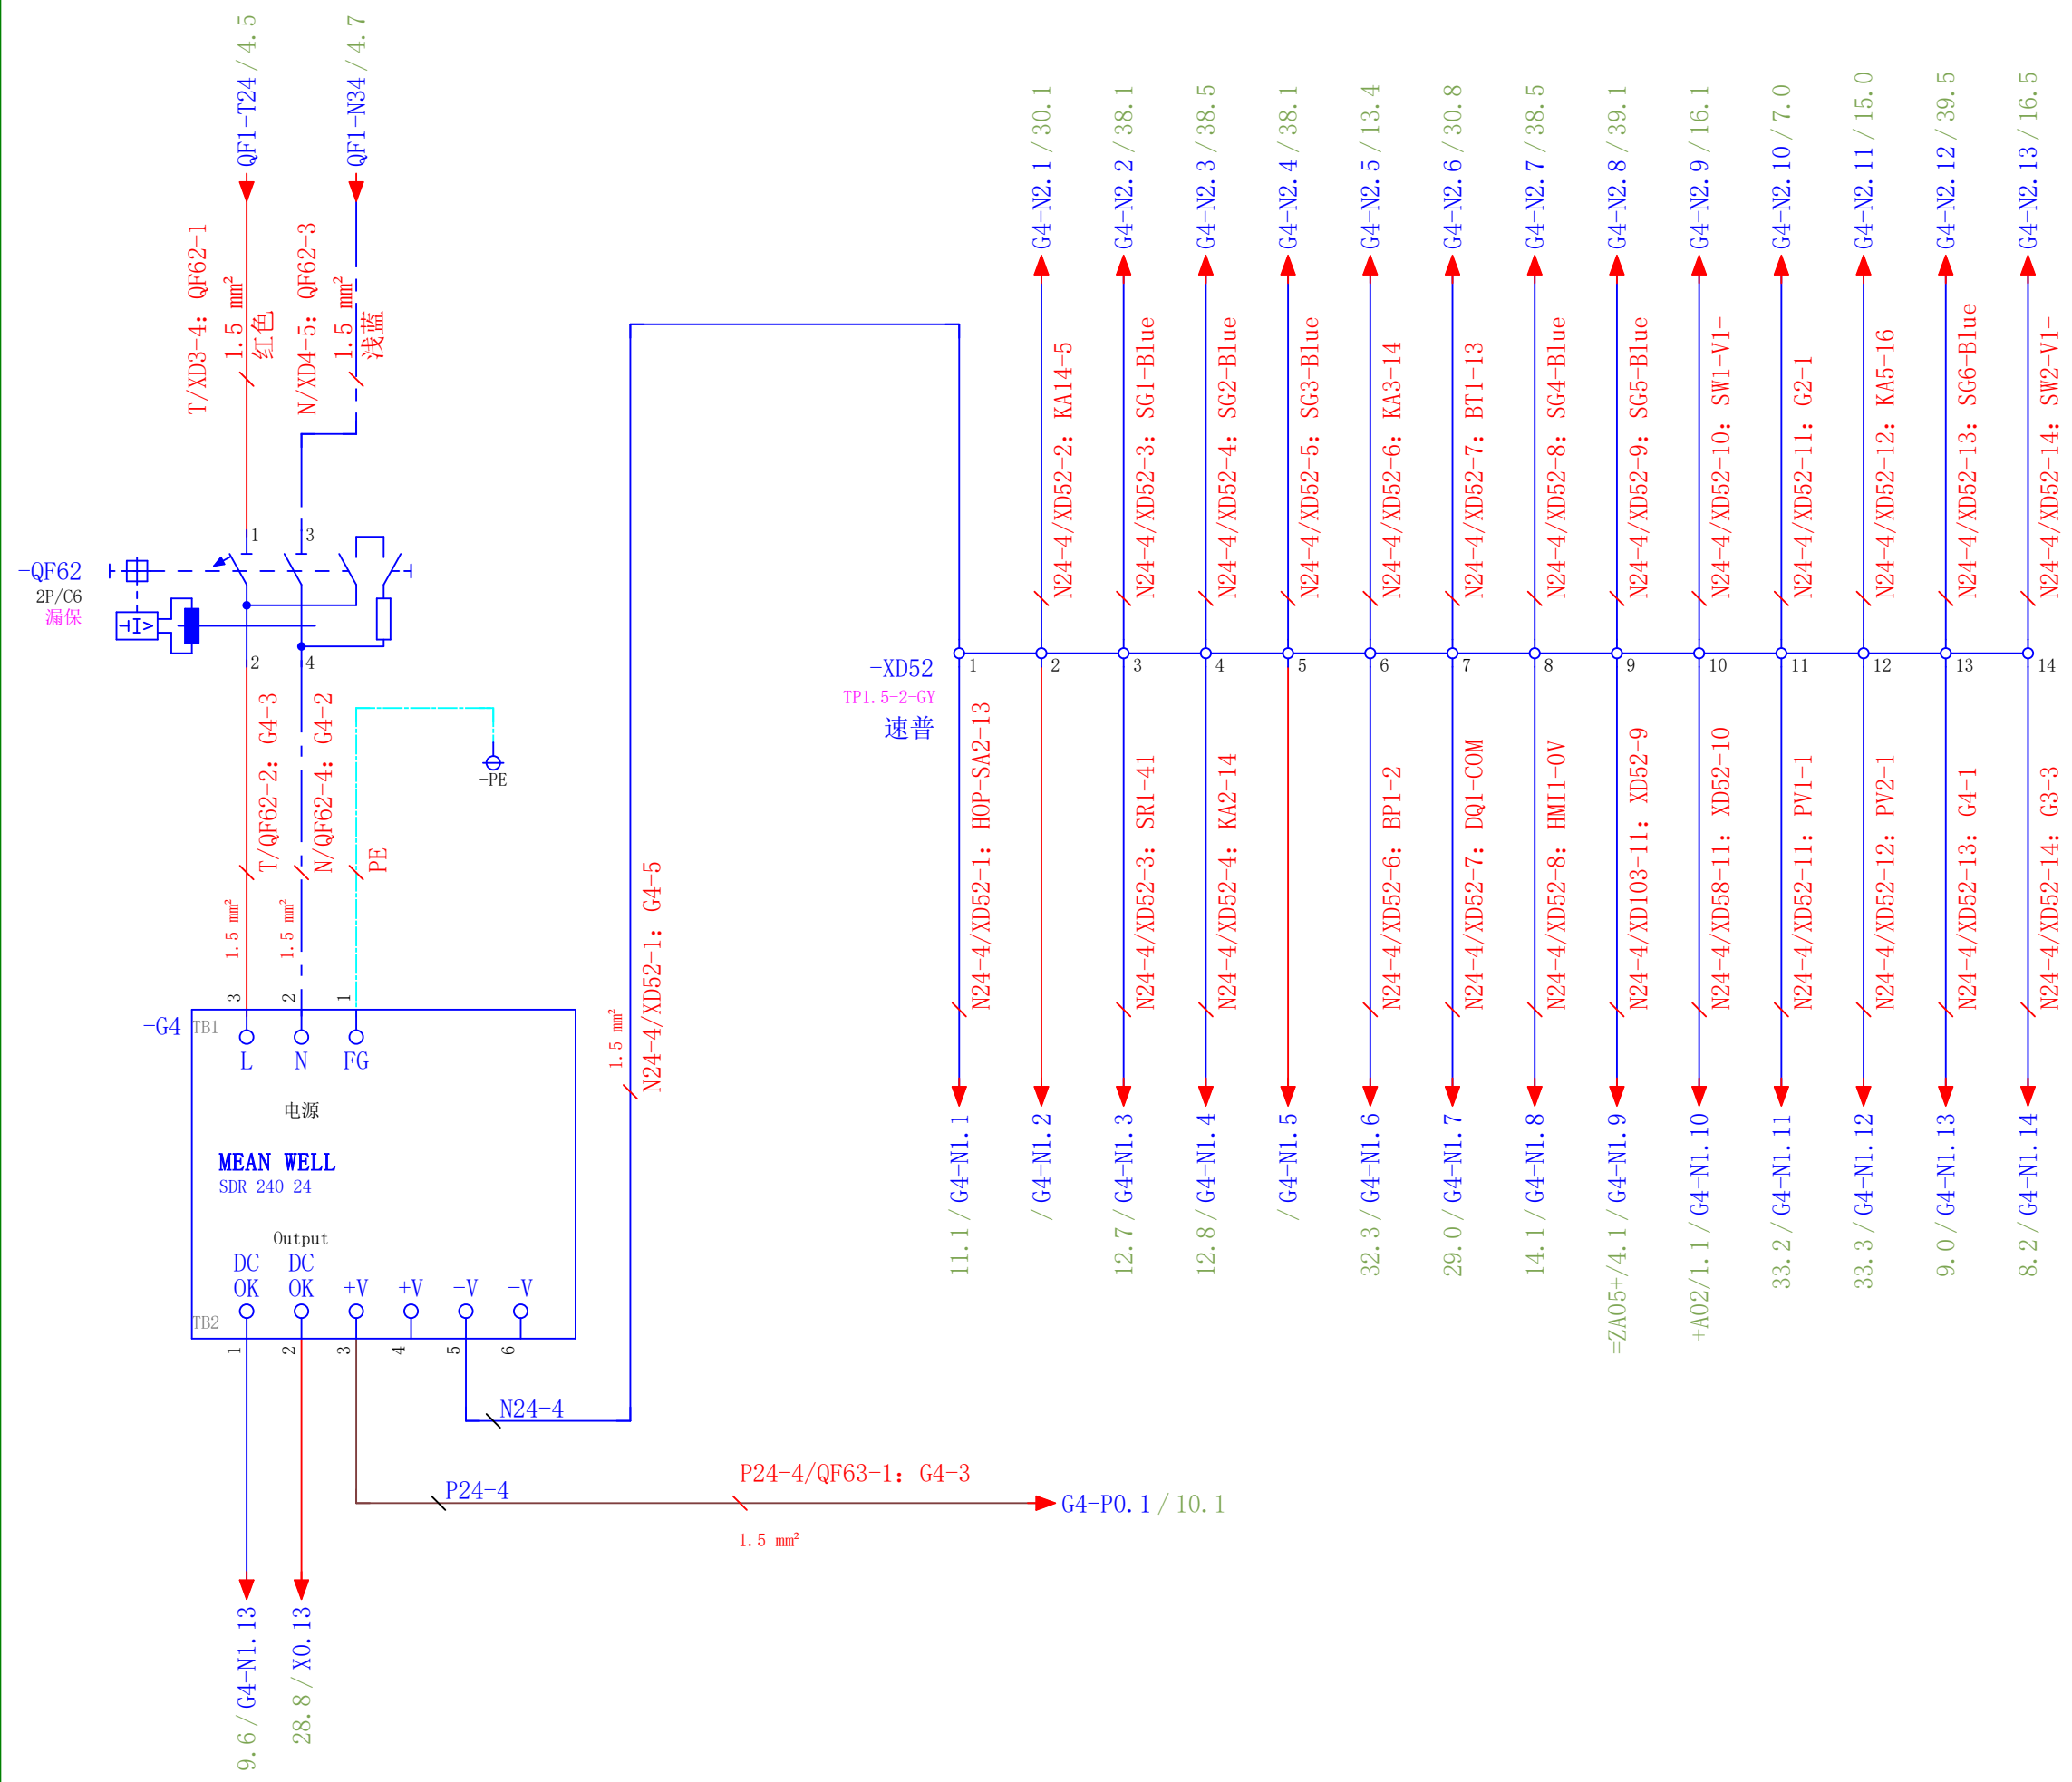 QF1-T24 / 4.5
QF1-N34 / 4.7
T/XD3-4: QF62-1
1.5 mm²
红色
N/XD4-5: QF62-3
1.5 mm²
浅蓝
G4-N2.1 / 30.1
G4-N2.2 / 38.1
G4-N2.3 / 38.5
G4-N2.4 / 38.1
G4-N2.5 / 13.4
G4-N2.6 / 30.8
G4-N2.7 / 38.5
G4-N2.8 / 39.1
G4-N2.9 / 16.1
G4-N2.10 / 7.0
G4-N2.11 / 15.0
G4-N2.12 / 39.5
G4-N2.13 / 16.5
N24-4/XD52-2: KA14-5
N24-4/XD52-3: SG1-Blue
N24-4/XD52-4: SG2-Blue
N24-4/XD52-5: SG3-Blue
N24-4/XD52-6: KA3-14
N24-4/XD52-7: BT1-13
N24-4/XD52-8: SG4-Blue
N24-4/XD52-9: SG5-Blue
N24-4/XD52-10: SW1-V1-
N24-4/XD52-11: G2-1
N24-4/XD52-12: KA5-16
N24-4/XD52-13: SG6-Blue
N24-4/XD52-14: SW2-V1-
1
3
-QF62
2P/C6
漏保
I>
2
4
-XD52
TP1.5-2-GY
速普
1
2
3
4
5
6
7
8
9
10
11
12
13
14
T/QF62-2: G4-3
N/QF62-4: G4-2
PE
-PE
1.5 mm²
1.5 mm²
N24-4/XD52-1: HOP-SA2-13
N24-4/XD52-3: SR1-41
N24-4/XD52-4: KA2-14
N24-4/XD52-6: BP1-2
N24-4/XD52-7: DQ1-COM
N24-4/XD52-8: HMI1-0V
N24-4/XD103-11: XD52-9
N24-4/XD58-11: XD52-10
N24-4/XD52-11: PV1-1
N24-4/XD52-12: PV2-1
N24-4/XD52-13: G4-1
N24-4/XD52-14: G3-3
1.5 mm²
N24-4/XD52-1: G4-5
3
2
1
-G4
TB1
L
N
FG
电源
MEAN WELL
SDR-240-24
Output
DC
OK
DC
OK
+V
+V
-V
-V
TB2
1
2
3
4
5
6
11.1 / G4-N1.1
/ G4-N1.2
12.7 / G4-N1.3
12.8 / G4-N1.4
/ G4-N1.5
32.3 / G4-N1.6
29.0 / G4-N1.7
14.1 / G4-N1.8
=ZA05+/4.1 / G4-N1.9
+A02/1.1 / G4-N1.10
33.2 / G4-N1.11
33.3 / G4-N1.12
9.0 / G4-N1.13
8.2 / G4-N1.14
N24-4
P24-4
P24-4/QF63-1: G4-3
1.5 mm²
G4-P0.1 / 10.1
9.6 / G4-N1.13
28.8 / X0.13